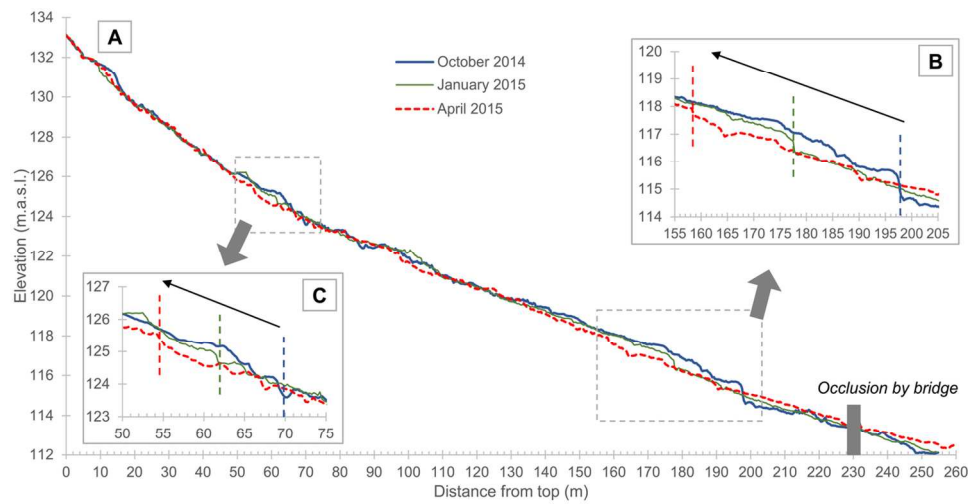 A
October 2014
January 2015
April 2015
Elevation (m.a.s.l.)
134
132
130
128
126
124
122
120
118
116
114
112
0 10 20 30 40 50 60 70 80 90 100 110 120 130 140 150 160 170 180 190 200 210 220 230 240 250 260
Distance from top (m)
Occlusion by bridge
B
120
119
118
117
116
115
114
155 160 165 170 175 180 185 190 195 200 205
C
127
126
125
124
123
50 55 60 65 70 75